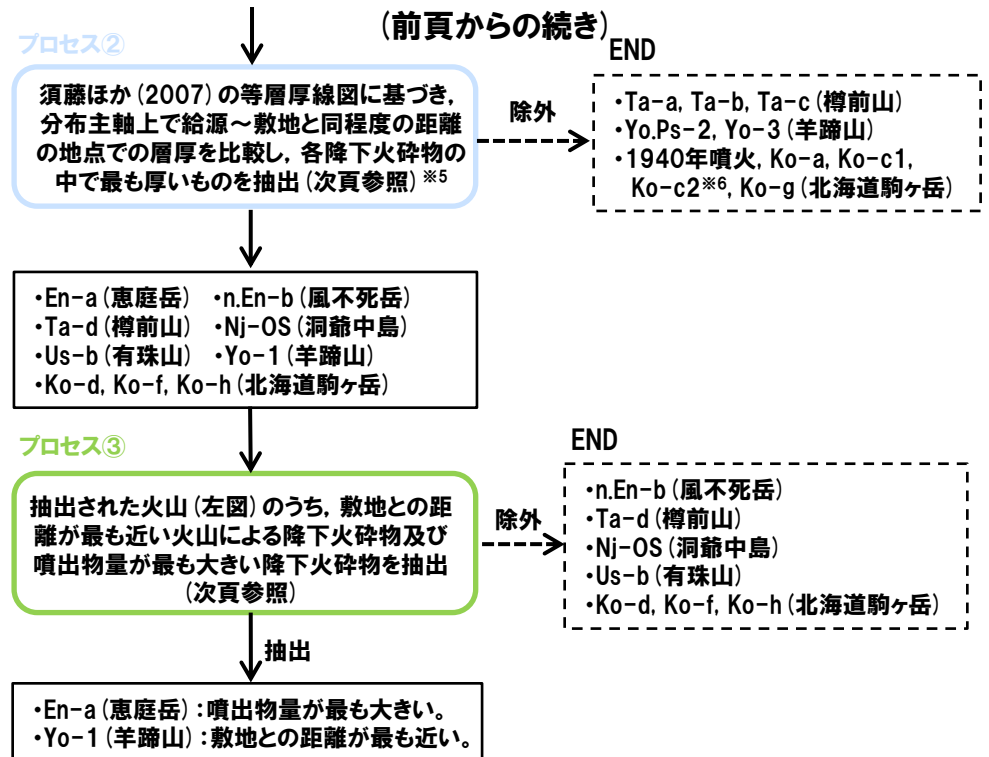 (前頁からの続き)
プロセス②
須藤ほか(2007)の等層厚線図に基づき,
分布主軸上で給源~敷地と同程度の距離
の地点での層厚を比較し,各降下火砕物の
中で最も厚いものを抽出(次頁参照)※5
除外
END
・Ta-a, Ta-b, Ta-c(樽前山)
・Yo.Ps-2, Yo-3(羊蹄山)
・1940年噴火, Ko-a, Ko-c1,
Ko-c2※6, Ko-g(北海道駒ヶ岳)
・En-a(恵庭岳) ・n.En-b(風不死岳)
・Ta-d(樽前山) ・Nj-OS(洞爺中島)
・Us-b(有珠山) ・Yo-1(羊蹄山)
・Ko-d, Ko-f, Ko-h(北海道駒ヶ岳)
プロセス③
抽出された火山(左図)のうち,敷地との距
離が最も近い火山による降下火砕物及び
噴出物量が最も大きい降下火砕物を抽出
(次頁参照)
除外
END
・n.En-b(風不死岳)
・Ta-d(樽前山)
・Nj-OS(洞爺中島)
・Us-b(有珠山)
・Ko-d, Ko-f, Ko-h(北海道駒ヶ岳)
抽出
・En-a(恵庭岳):噴出物量が最も大きい。
・Yo-1(羊蹄山):敷地との距離が最も近い。